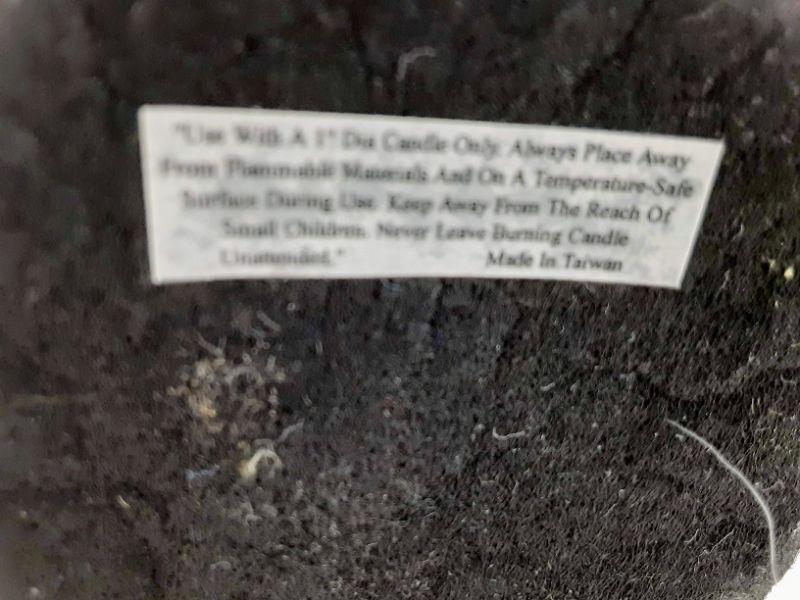 "Use With A 1" Dia Candle Only. Always Place Away
From Flammable Materials And On A Temperature-Safe
Surface During Use. Keep Away From The Reach Of
Small Children. Never Leave Burning Candle
Unattended." Made In Taiwan